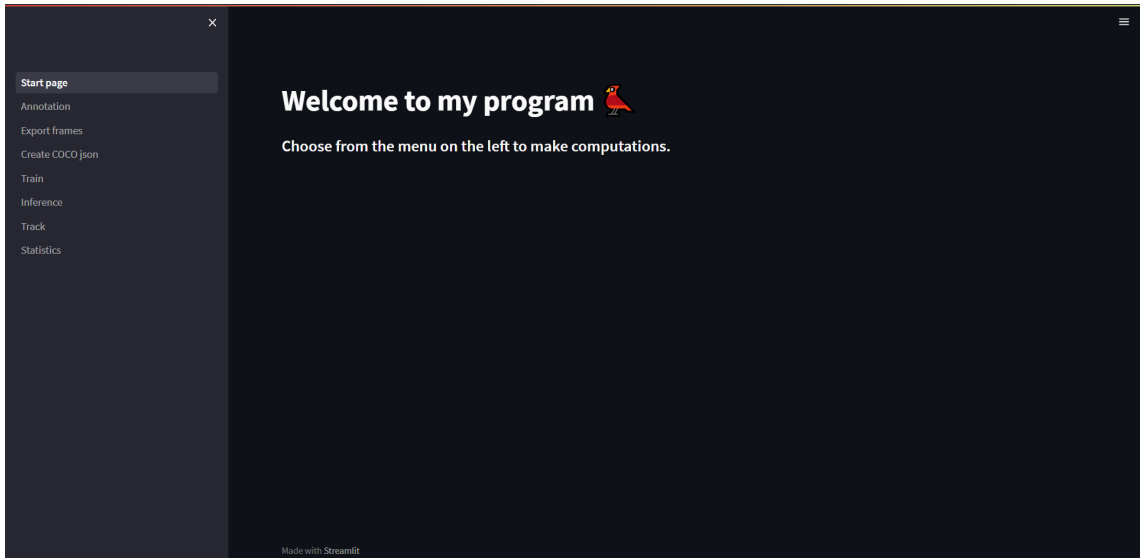 Start page
Annotation
Export frames
Create COCO json
Train
Inference
Track
Statistics
Welcome to my program 🐦
Choose from the menu on the left to make computations.
Made with Streamlit